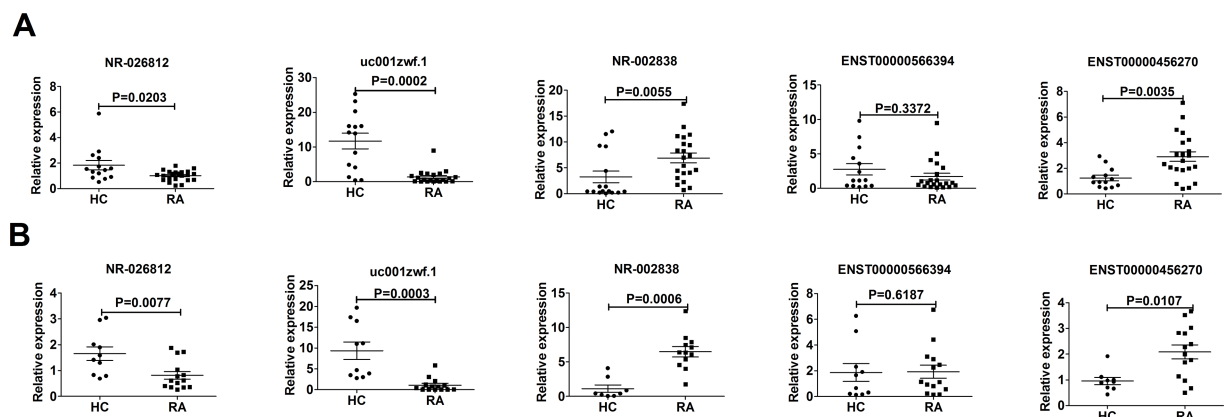 A
NR-026812
P=0.0203
Relative expression
8
6
4
2
0
HC RA
uc001zwf.1
P=0.0002
Relative expression
30
20
10
0
HC RA
NR-002838
P=0.0055
Relative expression
20
15
10
5
0
HC RA
ENST00000566394
P=0.3372
Relative expression
15
10
5
0
HC RA
ENST00000456270
P=0.0035
Relative expression
8
6
4
2
0
HC RA
B
NR-026812
P=0.0077
Relative expression
4
3
2
1
0
HC RA
uc001zwf.1
P=0.0003
Relative expression
25
20
15
10
5
0
HC RA
NR-002838
P=0.0006
Relative expression
15
10
5
0
HC RA
ENST00000566394
P=0.6187
Relative expression
8
6
4
2
0
HC RA
ENST00000456270
P=0.0107
Relative expression
4
3
2
1
0
HC RA